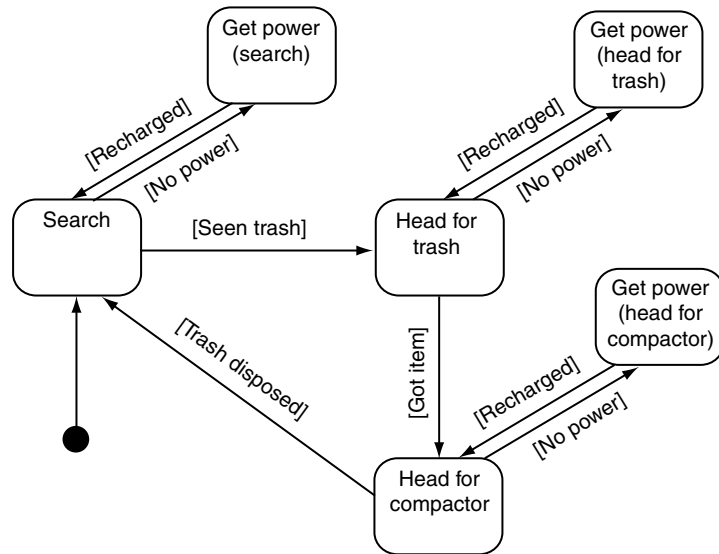 Get power
(search)
Get power
(head for
trash)
[Recharged]
[No power]
[Recharged]
[No power]
Search
[Seen trash]
Head for
trash
Get power
(head for
compactor)
[Trash disposed]
[Got item]
[Recharged]
[No power]
Head for
compactor